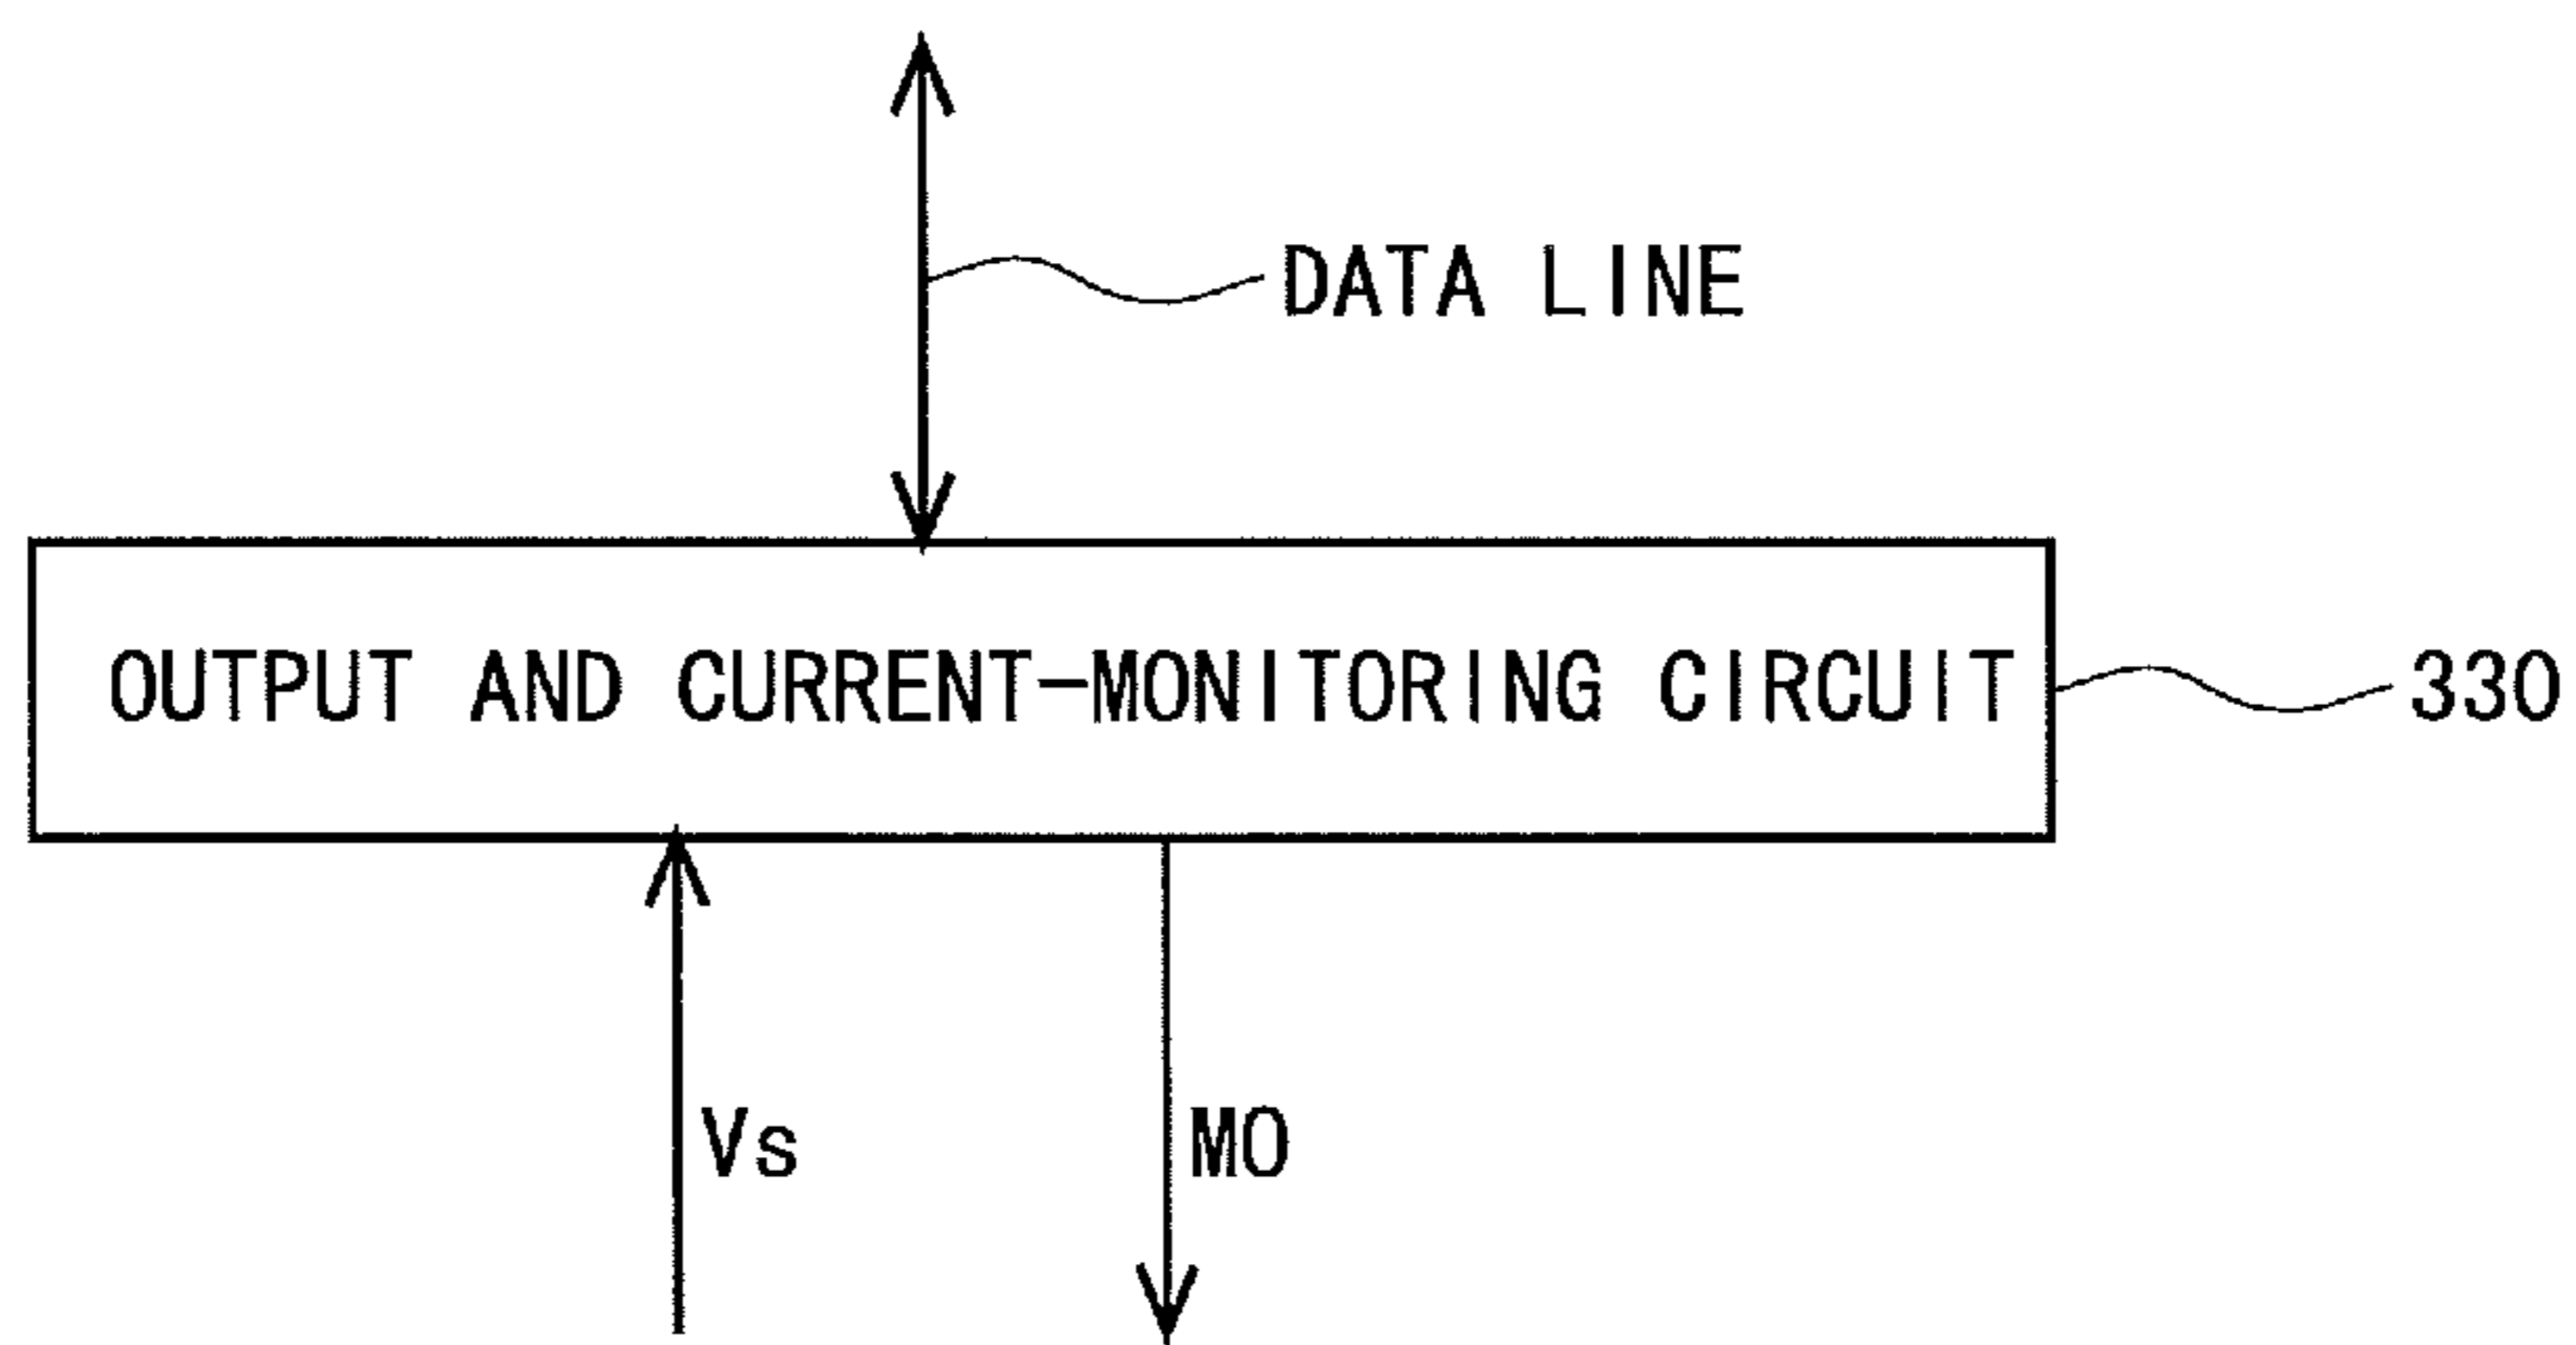 DATA LINE
OUTPUT AND CURRENT-MONITORING CIRCUIT
330
Vs
MO